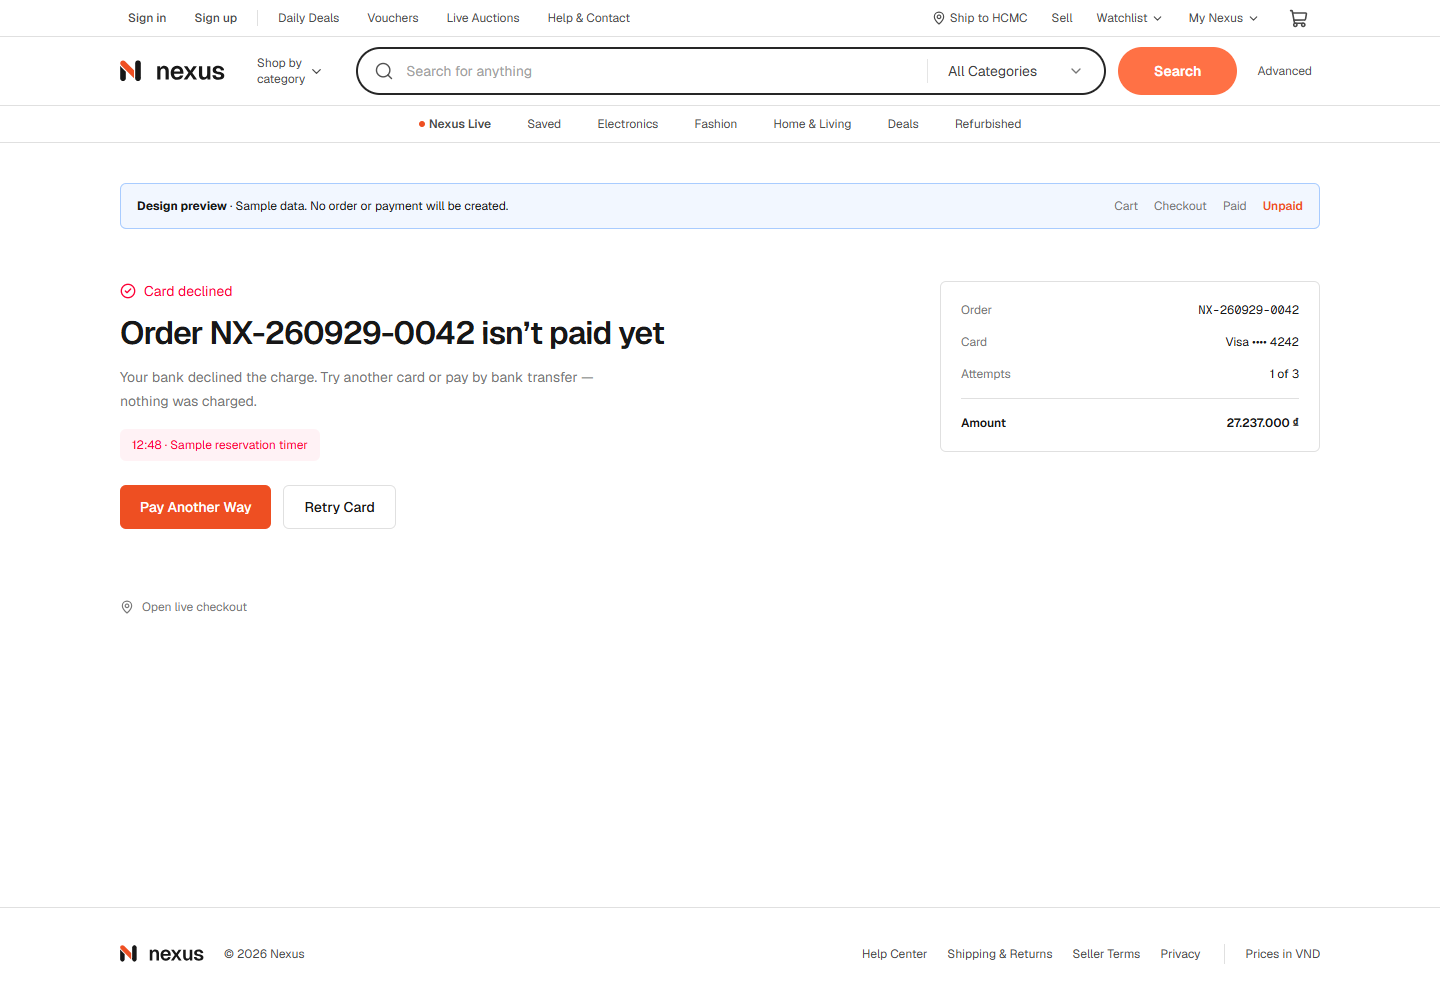 Sign in
Sign up
Daily Deals
Vouchers
Live Auctions
Help & Contact
Ship to HCMC
Sell
Watchlist
My Nexus
nexus
Shop by
category
Search for anything
All Categories
Search
Advanced
Nexus Live
Saved
Electronics
Fashion
Home & Living
Deals
Refurbished
Design preview · Sample data. No order or payment will be created.
Cart
Checkout
Paid
Unpaid
Card declined
Order NX-260929-0042 isn’t paid yet
Your bank declined the charge. Try another card or pay by bank transfer —
nothing was charged.
12:48 · Sample reservation timer
Pay Another Way
Retry Card
Open live checkout
Order NX-260929-0042
Card Visa •••• 4242
Attempts 1 of 3
Amount 27.237.000 ₫
nexus
© 2026 Nexus
Help Center
Shipping & Returns
Seller Terms
Privacy
Prices in VND